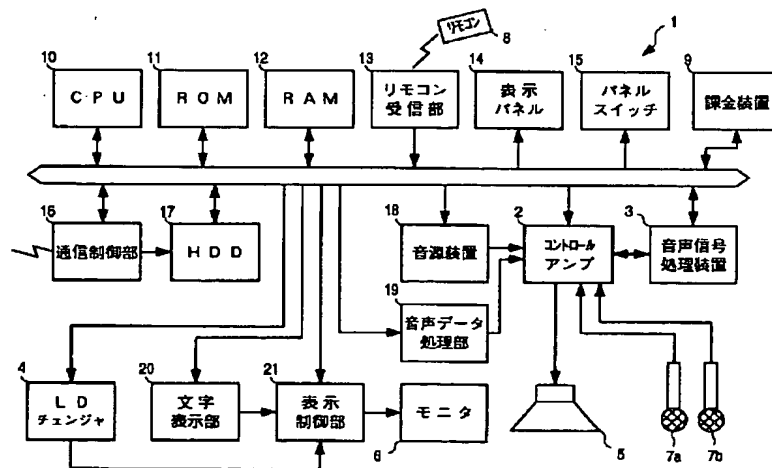 リモコン
8
1
10
11
12
13
14
15
9
CPU
ROM
RAM
リモコン
受信部
表示
パネル
パネル
スイッチ
課金装置
16
17
18
2
3
通信制御部
HDD
音源装置
コントロール
アンプ
音声信号
処理装置
19
音声データ
処理部
4
20
21
LD
チェンジャ
文字
表示部
表示
制御部
モニタ
6
5
7a
7b